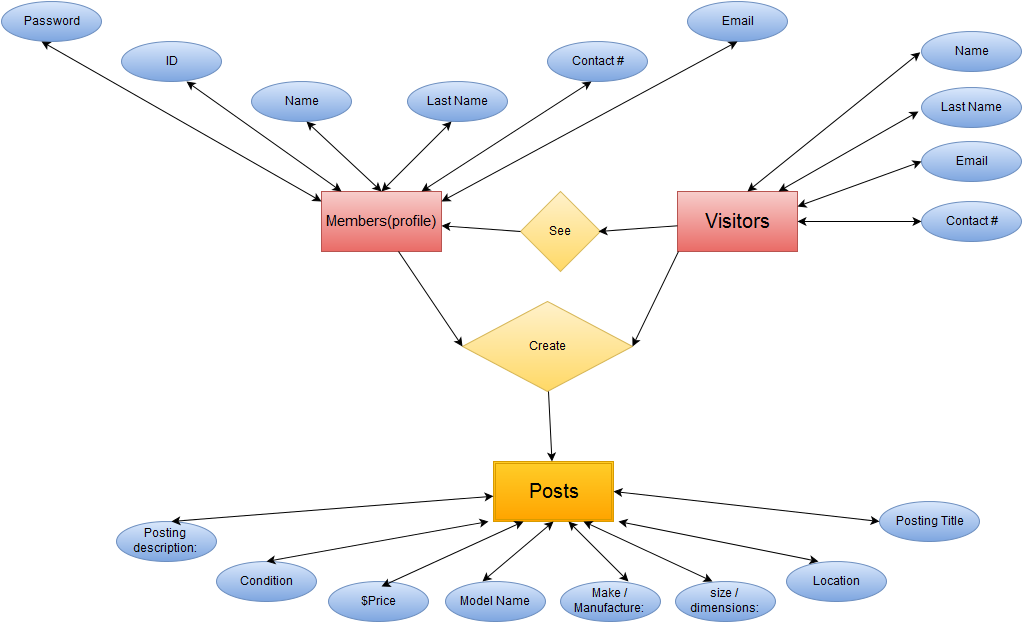 Password
Email
ID
Contact #
Name
Last Name
Name
Last Name
Email
Contact #
Members(profile)
See
Visitors
Create
Posts
Posting
description:
Condition
$Price
Model Name
Make /
Manufacture:
size /
dimensions:
Location
Posting Title